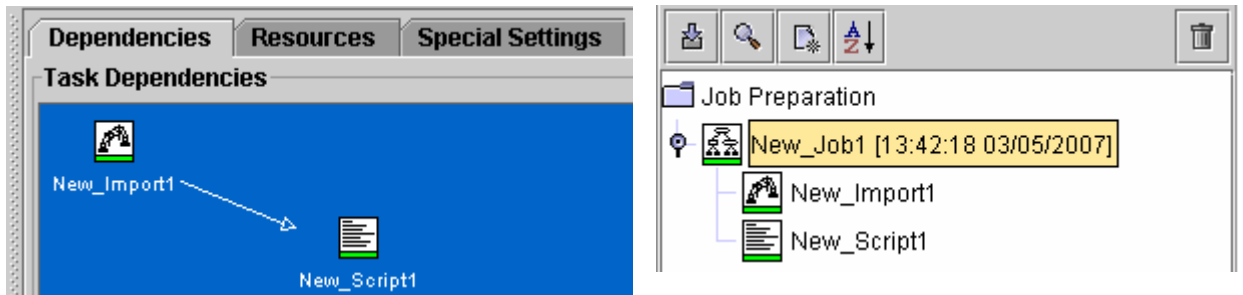 Dependencies Resources Special Settings
Task Dependencies
New_Import1
New_Script1
A
Z
Job Preparation
New_Job1 [13:42:18 03/05/2007]
New_Import1
New_Script1